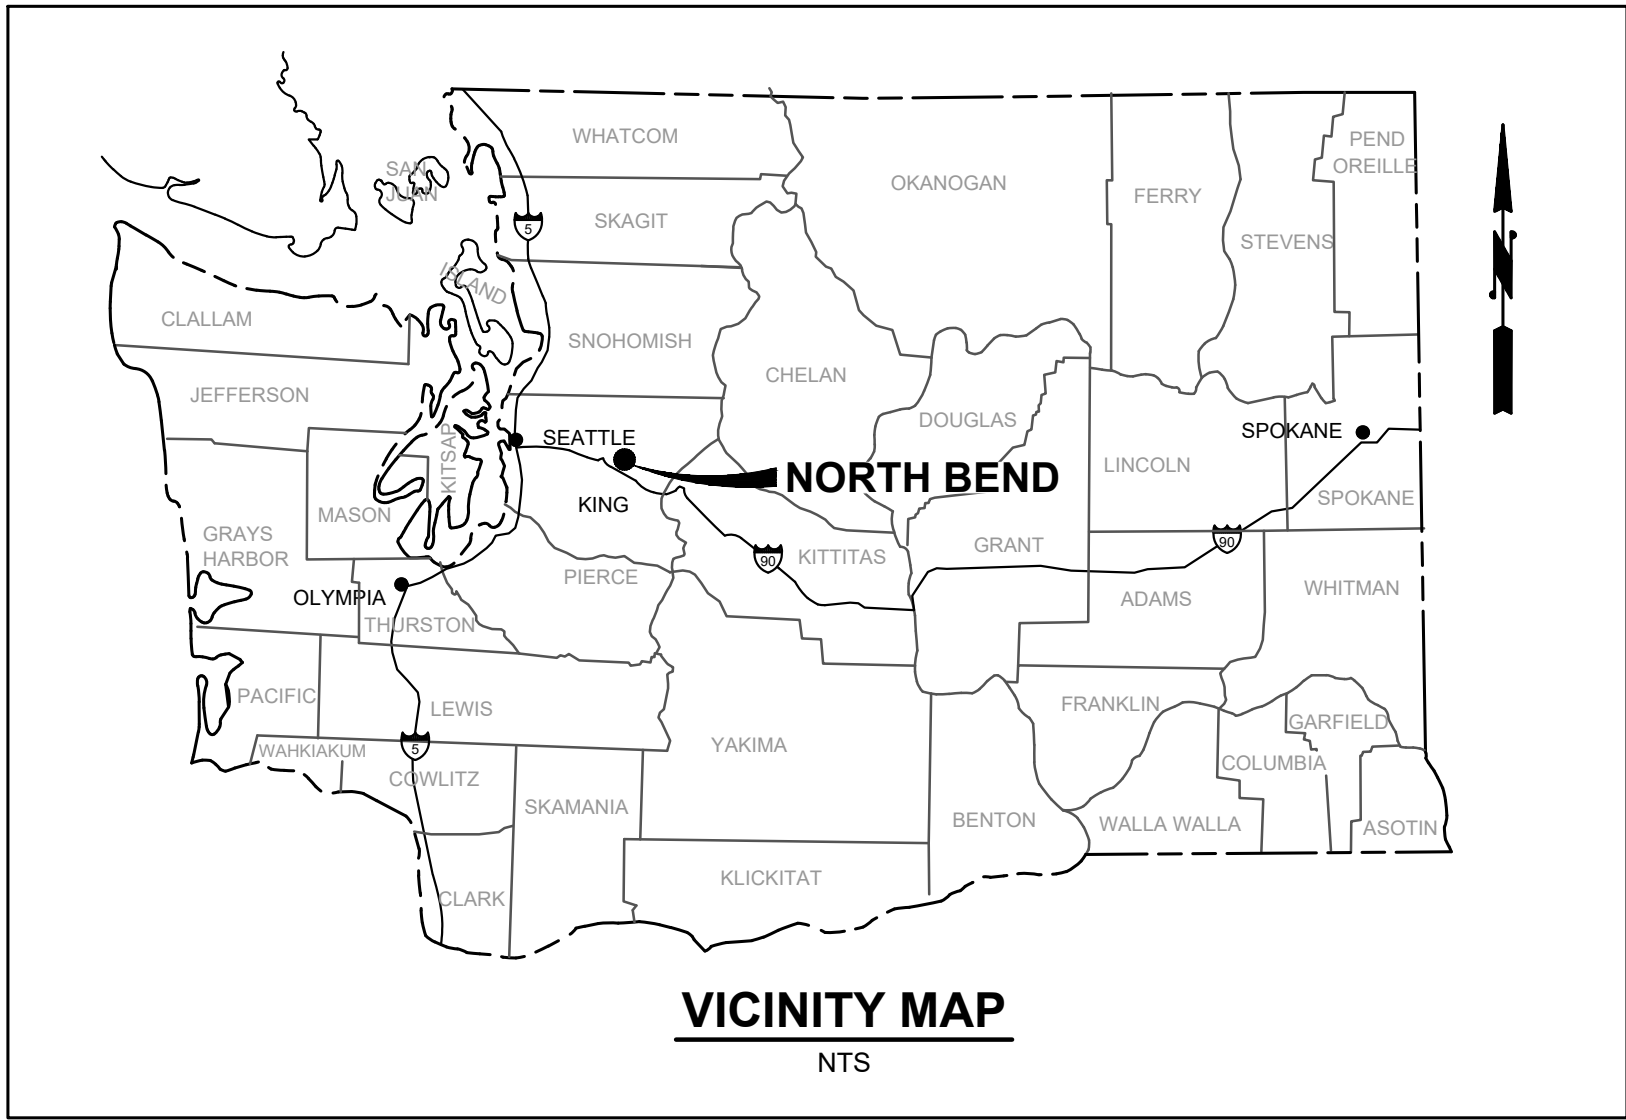 WHATCOM
PEND
OREILLE
SAN
JUAN
OKANOGAN
FERRY
SKAGIT
5
STEVENS
ISLAND
CLALLAM
SNOHOMISH
CHELAN
JEFFERSON
DOUGLAS
SEATTLE
SPOKANE
KITSAP
LINCOLN
NORTH BEND
SPOKANE
KING
MASON
GRAYS
HARBOR
90
KITTITAS
GRANT
90
PIERCE
WHITMAN
OLYMPIA
ADAMS
THURSTON
PACIFIC
LEWIS
FRANKLIN
GARFIELD
WAHKIAKUM
5
YAKIMA
COLUMBIA
COWLITZ
SKAMANIA
BENTON
WALLA WALLA
ASOTIN
KLICKITAT
CLARK
N
VICINITY MAP
NTS